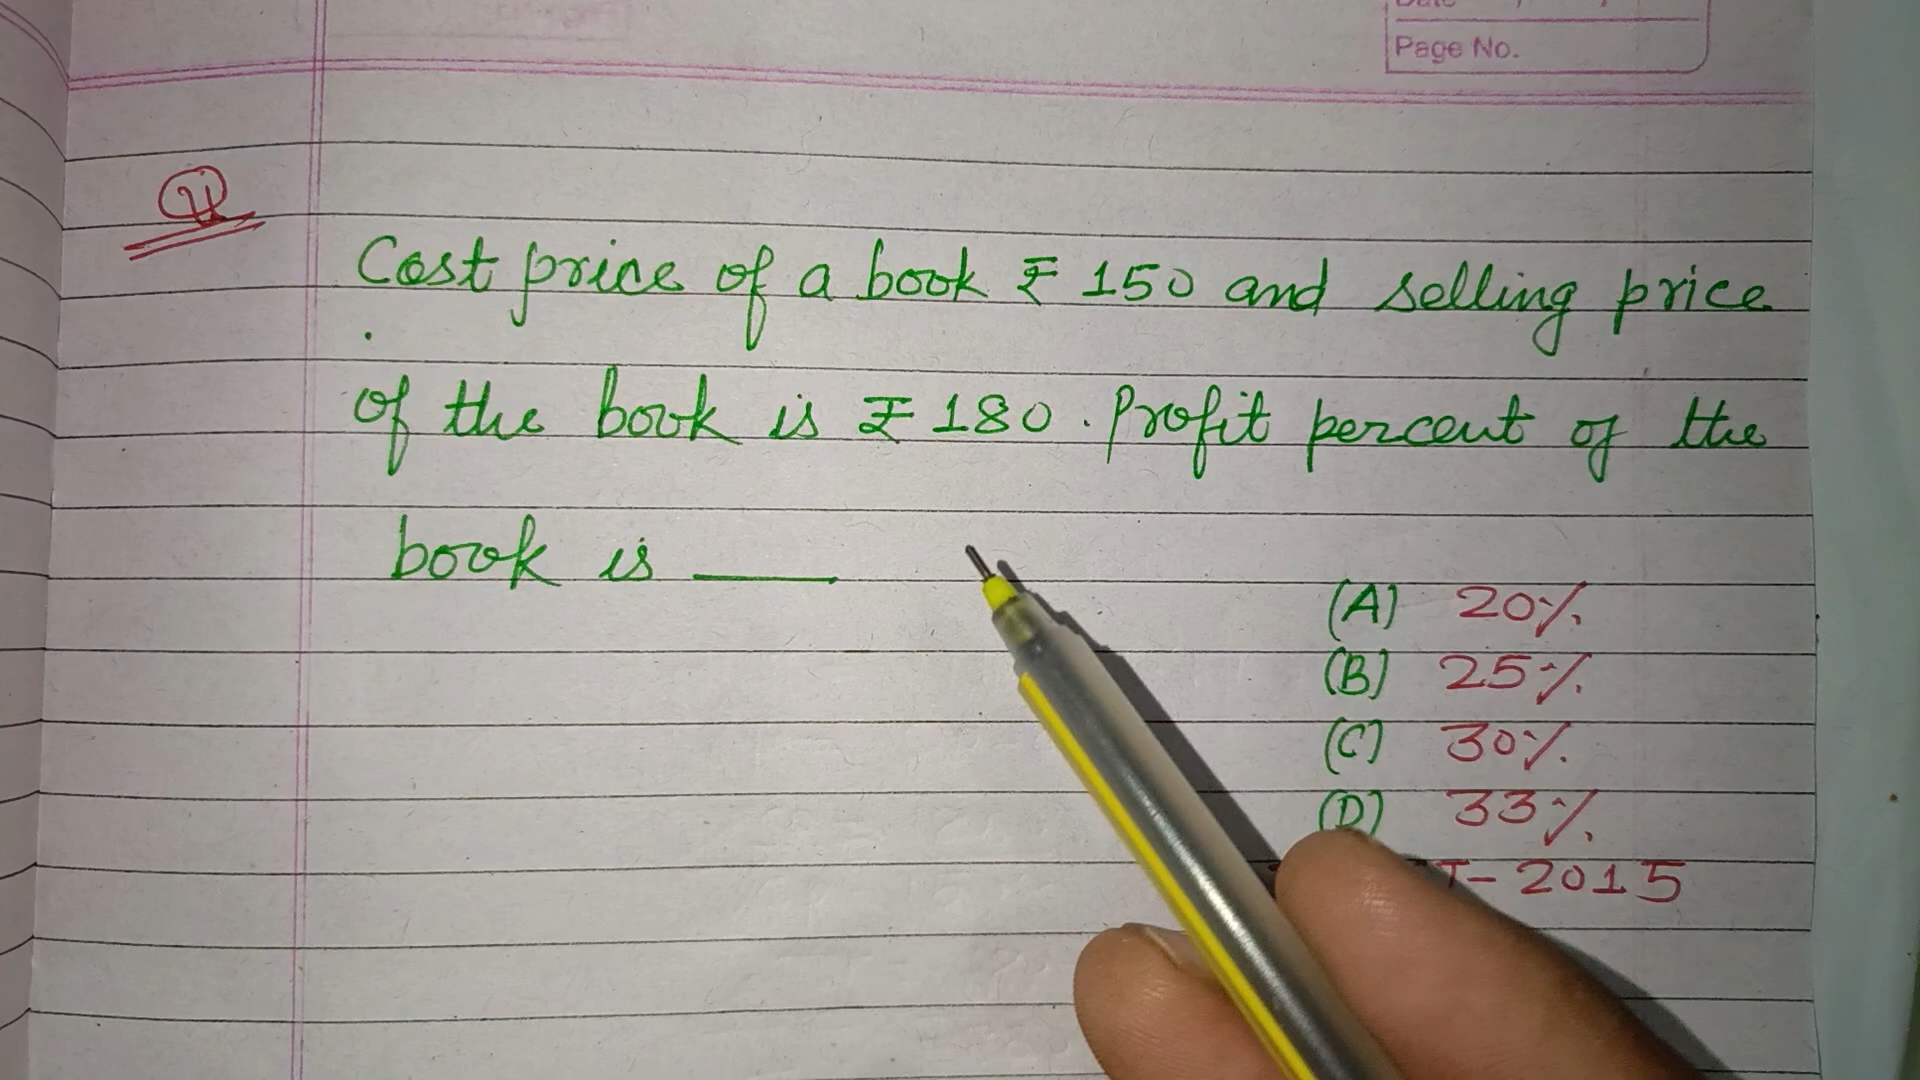 Page No.
Q
Cost price of a book ₹ 150 and selling price
of the book is ₹ 180. Profit percent of the
book is ____
(A) 20%
(B) 25%
(C) 30%
(D) 33%
2015